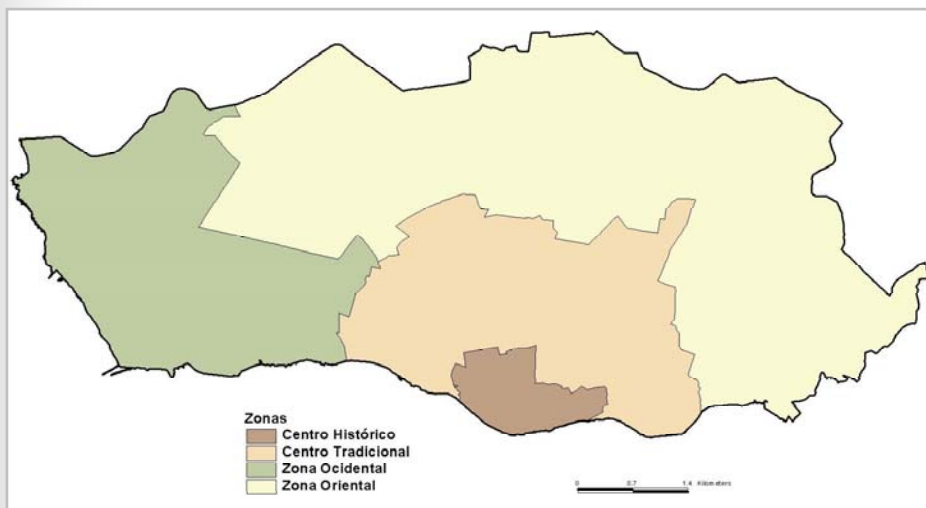 Zonas
Centro Histórico
Centro Tradicional
Zona Ocidental
Zona Oriental
0 0.7 1.4 Kilometers